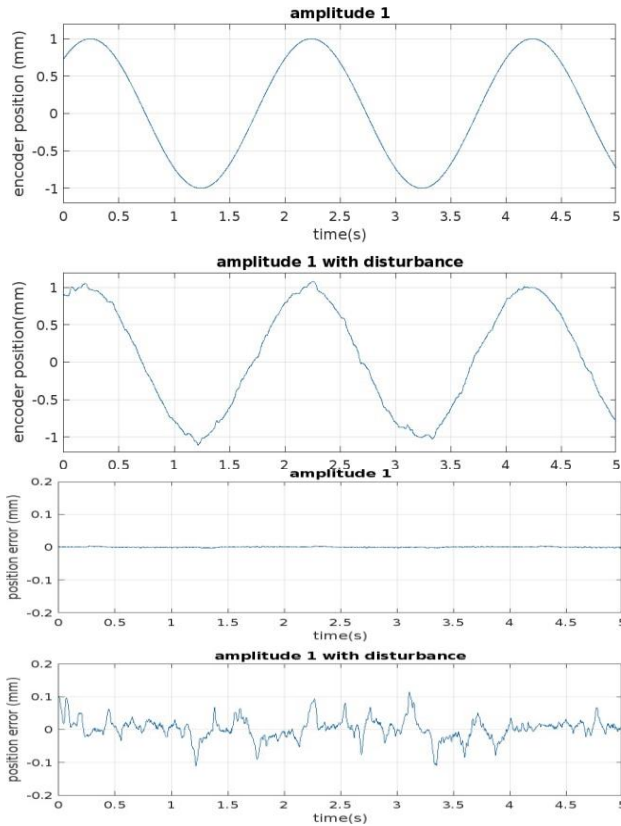 amplitude 1
encoder position (mm)
1
0.5
0
-0.5
-1
0 0.5 1 1.5 2 2.5 3 3.5 4 4.5 5
time(s)
amplitude 1 with disturbance
encoder position(mm)
1
0.5
0
-0.5
-1
0 0.5 1 1.5 2 2.5 3 3.5 4 4.5 5
amplitude 1
position error (mm)
0.2
0.1
0
-0.1
-0.2
0 0.5 1 1.5 2 2.5 3 3.5 4 4.5 5
time(s)
amplitude 1 with disturbance
position error (mm)
0.2
0.1
0
-0.1
-0.2
0 0.5 1 1.5 2 2.5 3 3.5 4 4.5 5
time(s)